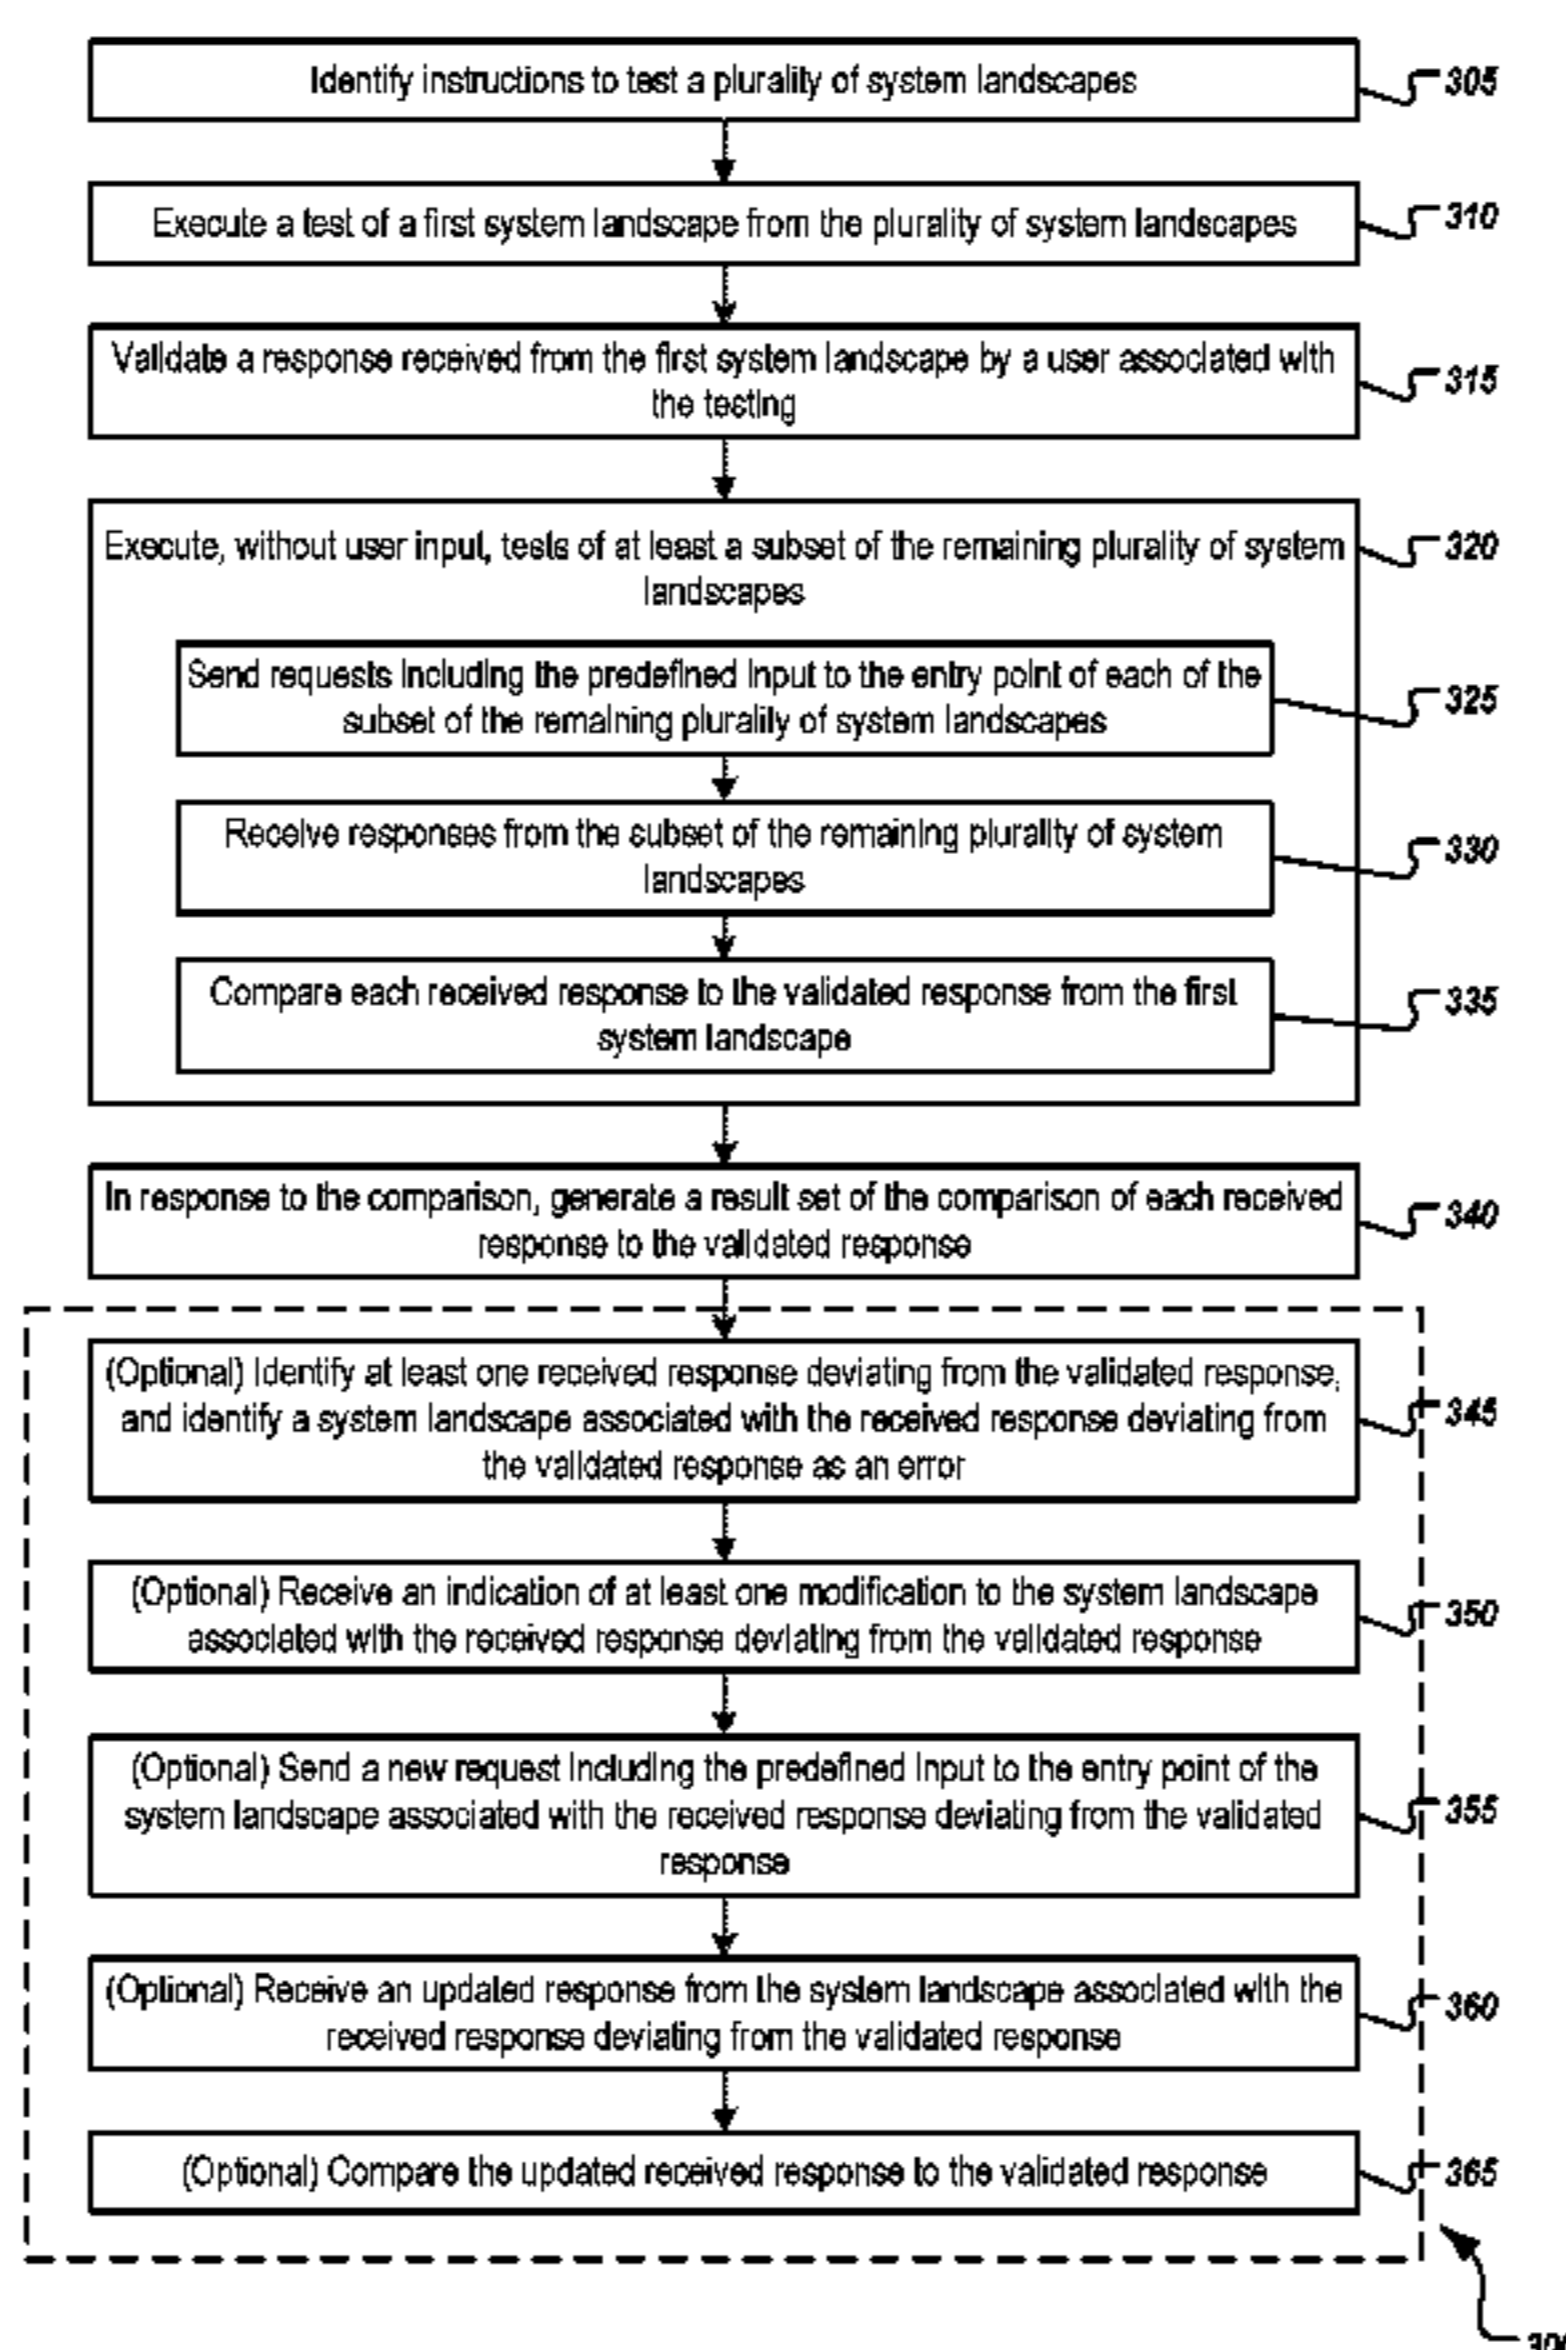 Identify instructions to test a plurality of system landscapes
305
Execute a test of a first system landscape from the plurality of system landscapes
310
Validate a response received from the first system landscape by a user associated with
the testing
315
Execute, without user input, tests of at least a subset of the remaining plurality of system
landscapes
320
Send requests including the predefined input to the entry point of each of the
subset of the remaining plurality of system landscapes
325
Receive responses from the subset of the remaining plurality of system
landscapes
330
Compare each received response to the validated response from the first
system landscape
335
In response to the comparison, generate a result set of the comparison of each received
response to the validated response
340
(Optional) Identify at least one received response deviating from the validated response,
and identify a system landscape associated with the received response deviating from
the validated response as an error
345
(Optional) Receive an indication of at least one modification to the system landscape
associated with the received response deviating from the validated response
350
(Optional) Send a new request including the predefined input to the entry point of the
system landscape associated with the received response deviating from the validated
response
355
(Optional) Receive an updated response from the system landscape associated with the
received response deviating from the validated response
360
(Optional) Compare the updated received response to the validated response
365